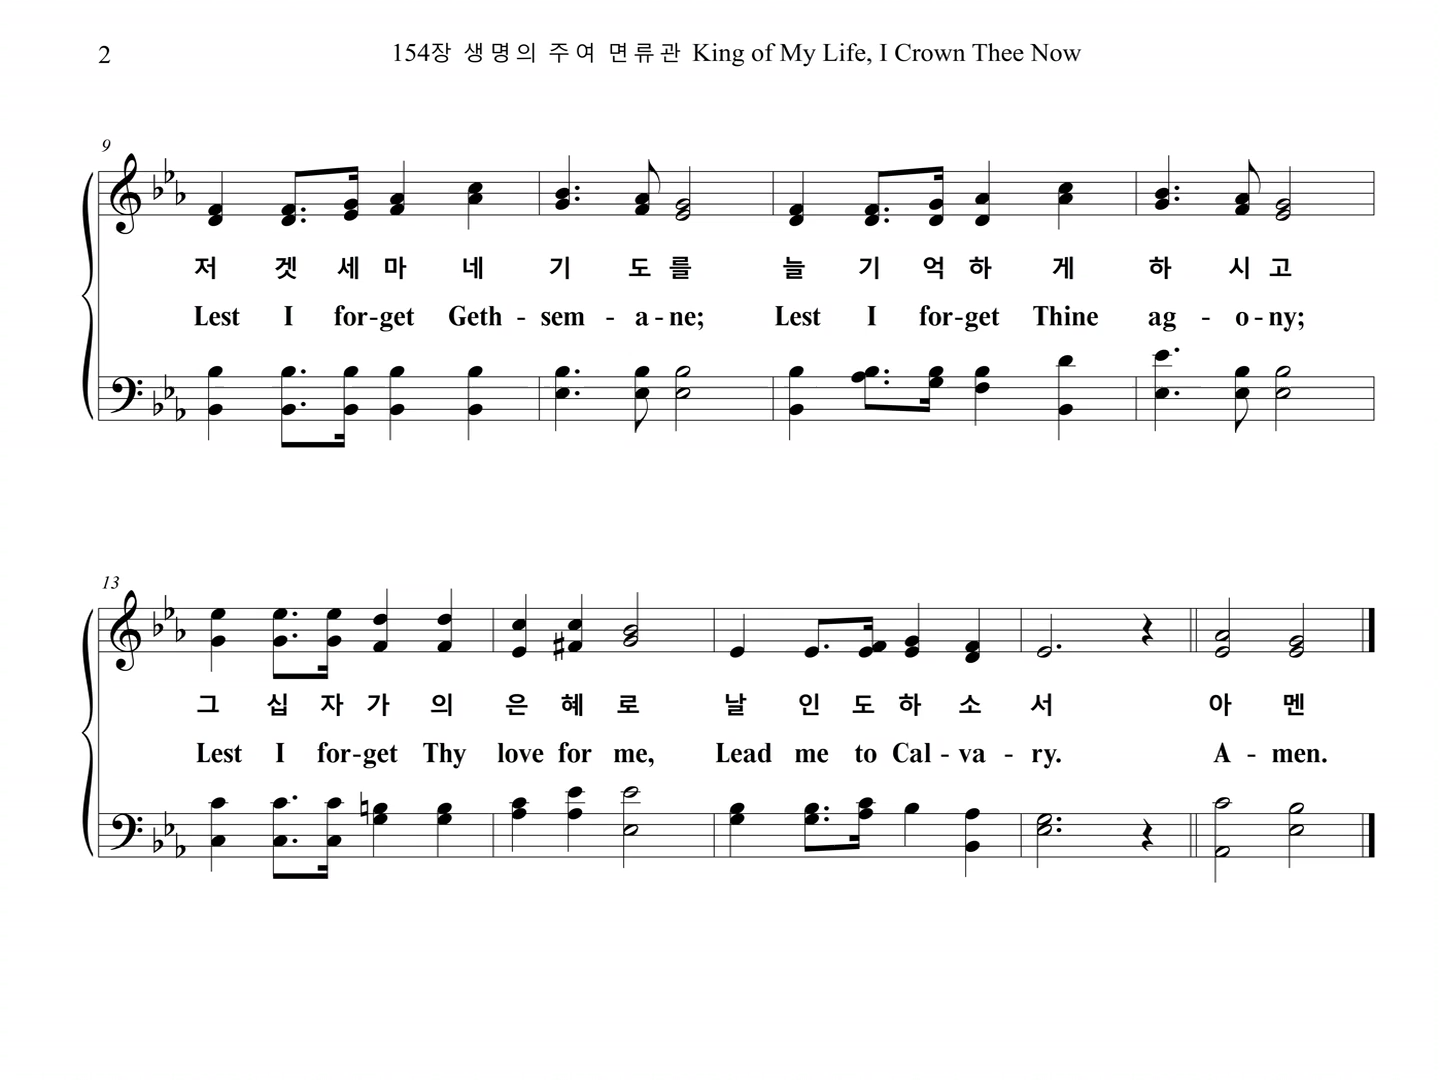 2
154장 생명의 주여 면류관 King of My Life, I Crown Thee Now
9
저 겟 세 마 네 기 도 를 늘 기 억 하 게 하 시 고
Lest I for-get Geth - sem - a-ne; Lest I for-get Thine ag - o-ny;
13
그 십 자 가 의 은 혜 로 날 인 도 하 소 서 아 멘
Lest I for-get Thy love for me, Lead me to Cal - va - ry. A - men.